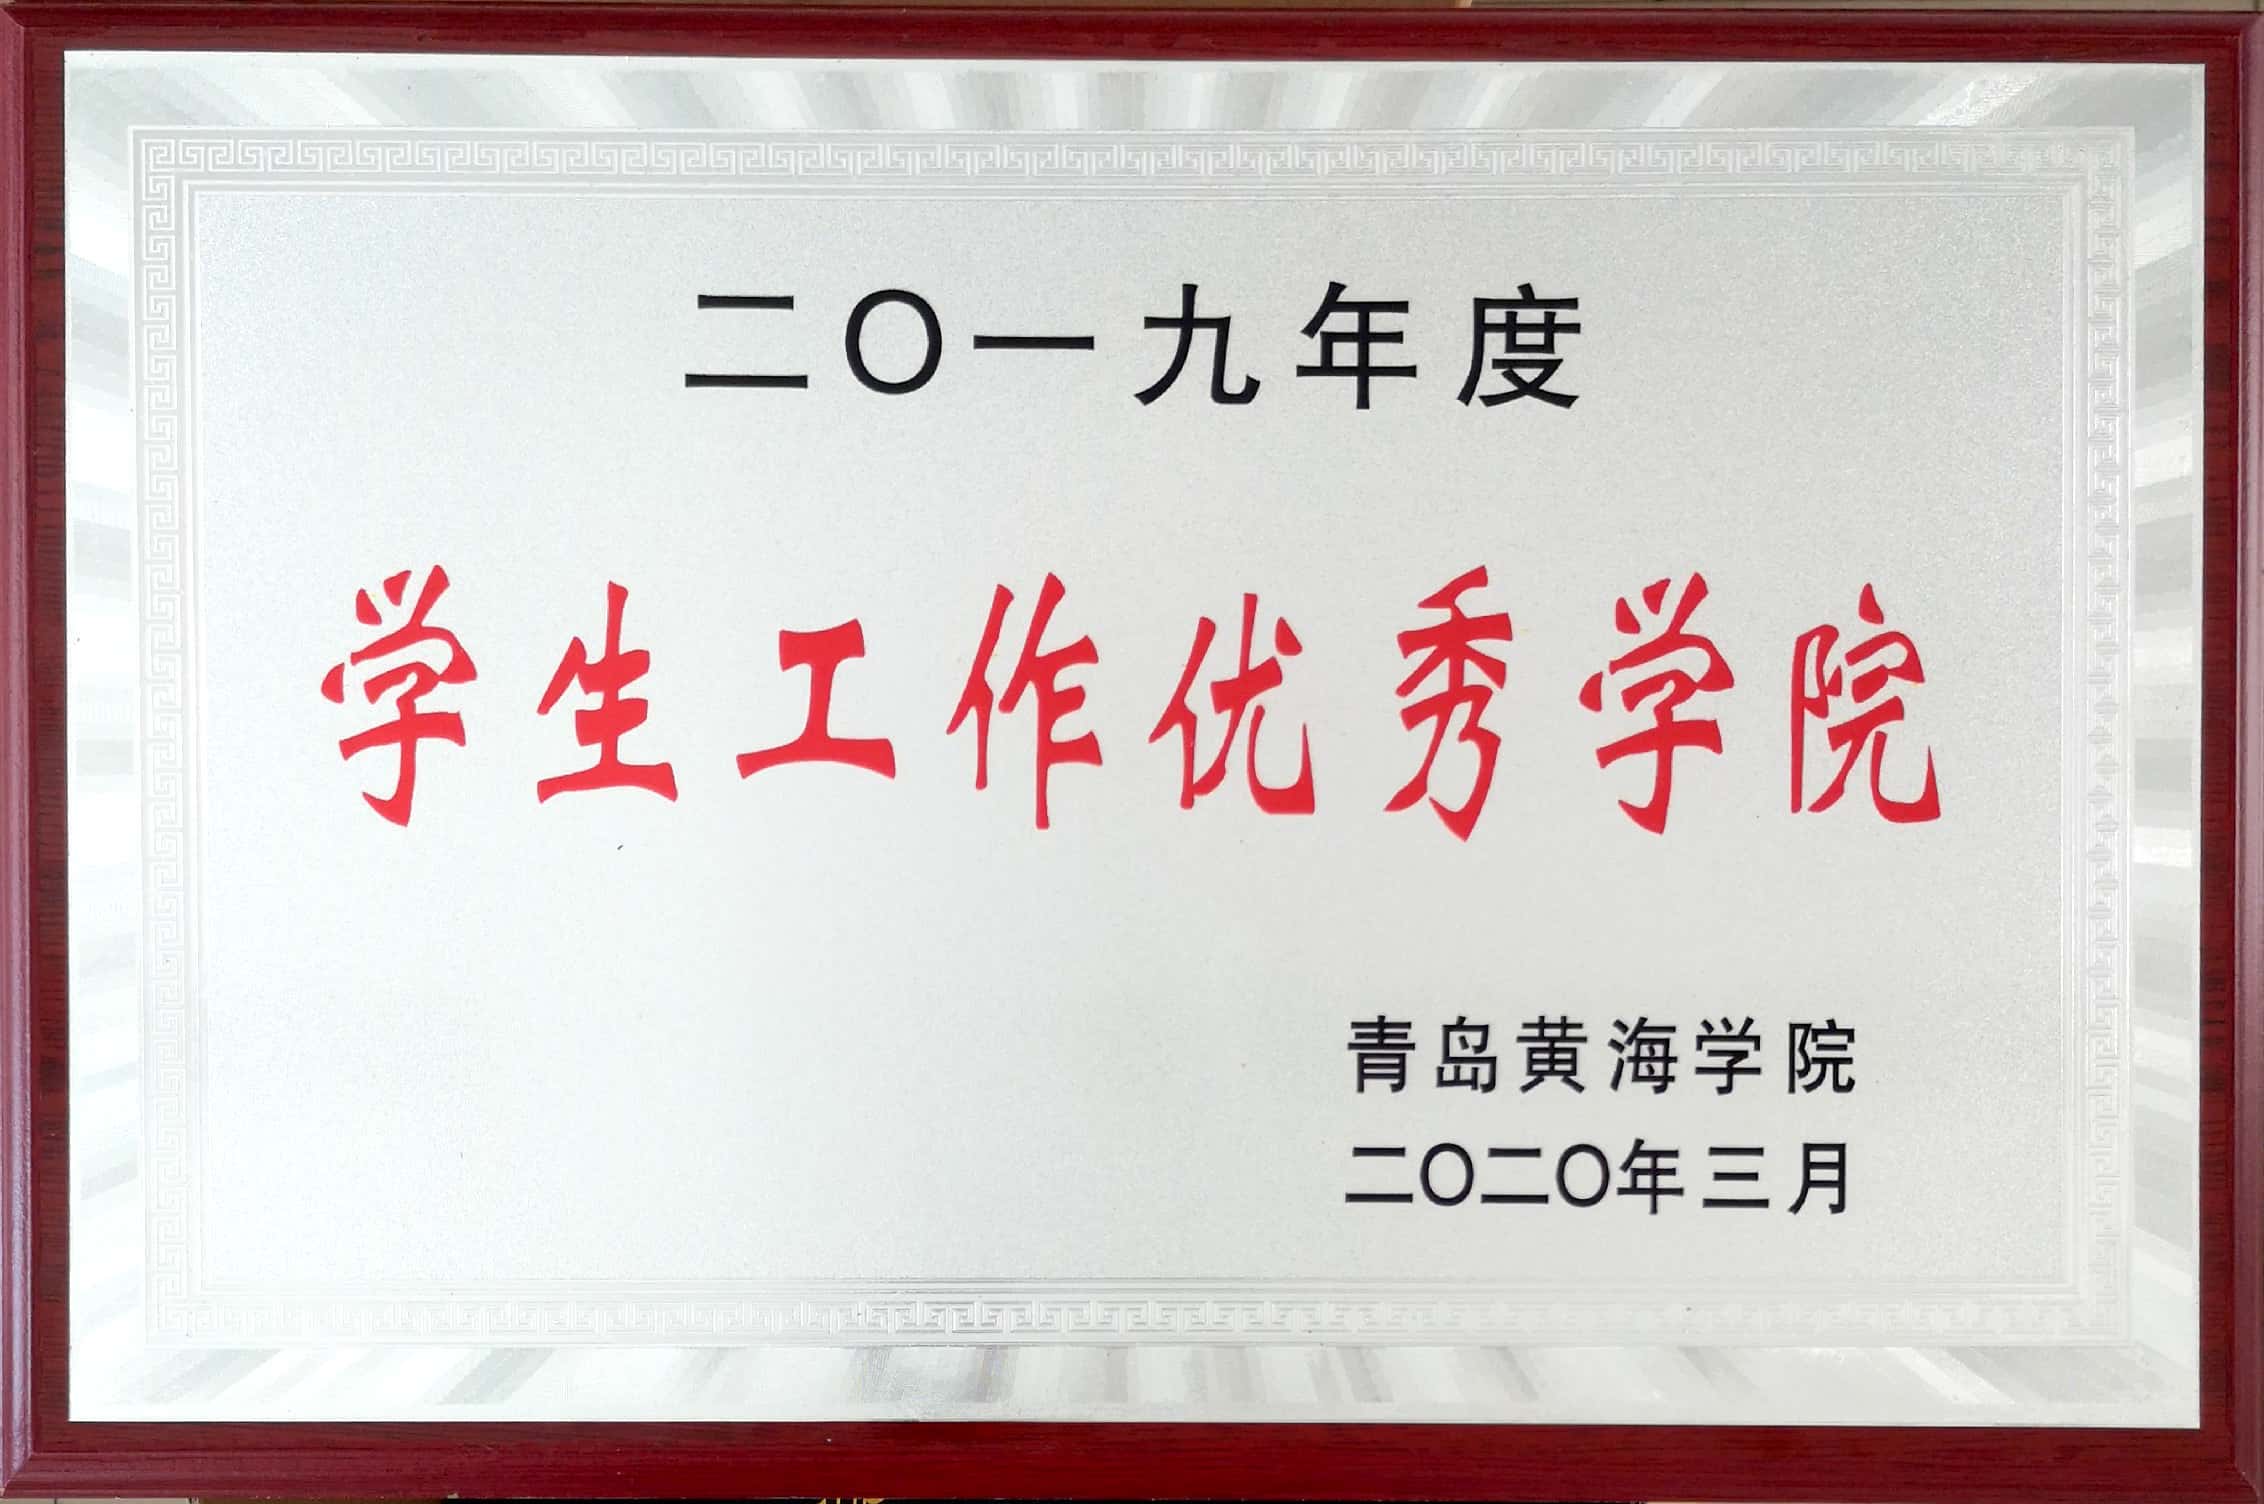 二〇一九年度
学生工作优秀学院
青岛黄海学院
二〇二〇年三月